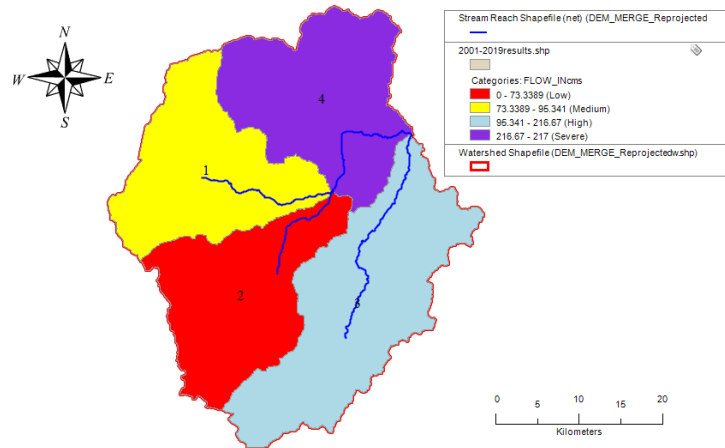 N
W E
S
Stream Reach Shapefile (net) (DEM_MERGE_Reprojected
2001-2019results.shp
Categories: FLOW_INcms
0 - 73.3389 (Low)
73.3389 - 96.341 (Medium)
96.341 - 216.67 (High)
216.67 - 217 (Severe)
Watershed Shapefile (DEM_MERGE_Reprojectedw.shp)
4
1
2
3
0 5 10 15 20
Kilometers